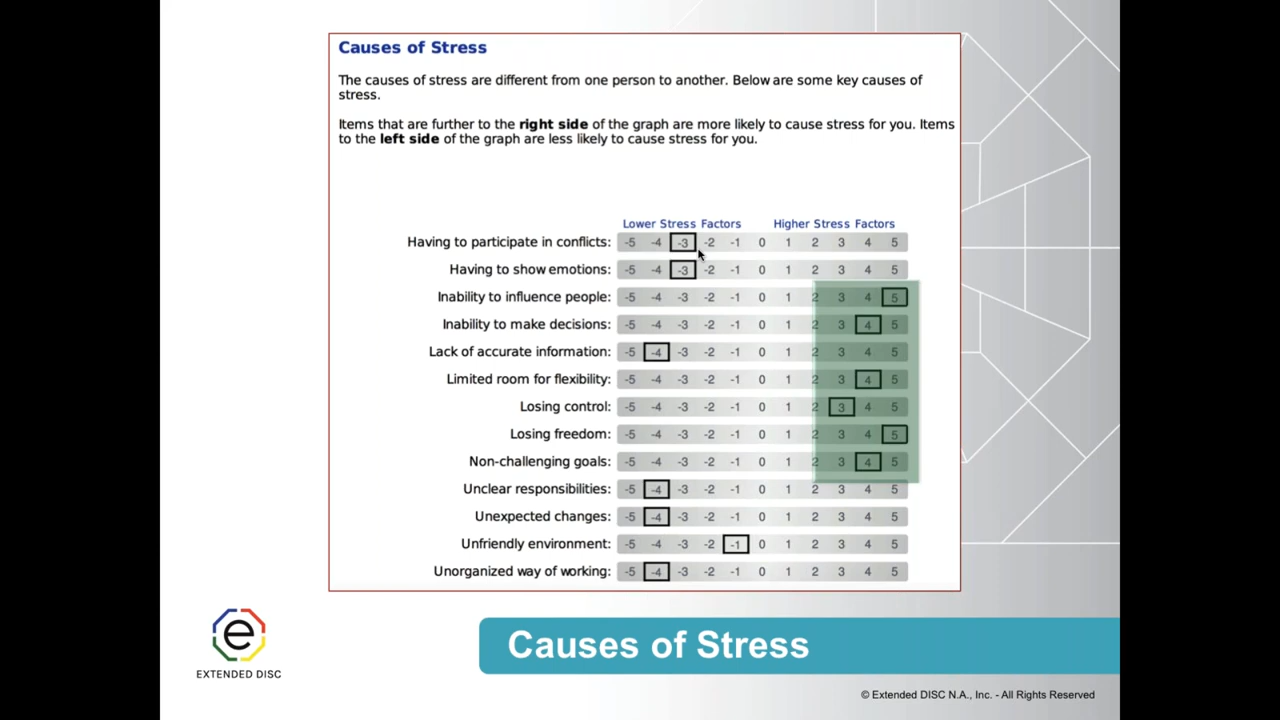 Causes of Stress
The causes of stress are different from one person to another. Below are some key causes of
stress.
Items that are further to the right side of the graph are more likely to cause stress for you. Items
to the left side of the graph are less likely to cause stress for you.
Lower Stress Factors Higher Stress Factors
Having to participate in conflicts: -5 -4 -3 -2 -1 0 1 2 3 4 5
Having to show emotions: -5 -4 -3 -2 -1 0 1 2 3 4 5
Inability to influence people: -5 -4 -3 -2 -1 0 1 2 3 4 5
Inability to make decisions: -5 -4 -3 -2 -1 0 1 2 3 4 5
Lack of accurate information: -5 -4 -3 -2 -1 0 1 2 3 4 5
Limited room for flexibility: -5 -4 -3 -2 -1 0 1 2 3 4 5
Losing control: -5 -4 -3 -2 -1 0 1 2 3 4 5
Losing freedom: -5 -4 -3 -2 -1 0 1 2 3 4 5
Non-challenging goals: -5 -4 -3 -2 -1 0 1 2 3 4 5
Unclear responsibilities: -5 -4 -3 -2 -1 0 1 2 3 4 5
Unexpected changes: -5 -4 -3 -2 -1 0 1 2 3 4 5
Unfriendly environment: -5 -4 -3 -2 -1 0 1 2 3 4 5
Unorganized way of working: -5 -4 -3 -2 -1 0 1 2 3 4 5
e
EXTENDED DISC
Causes of Stress
© Extended DISC N.A., Inc. - All Rights Reserved